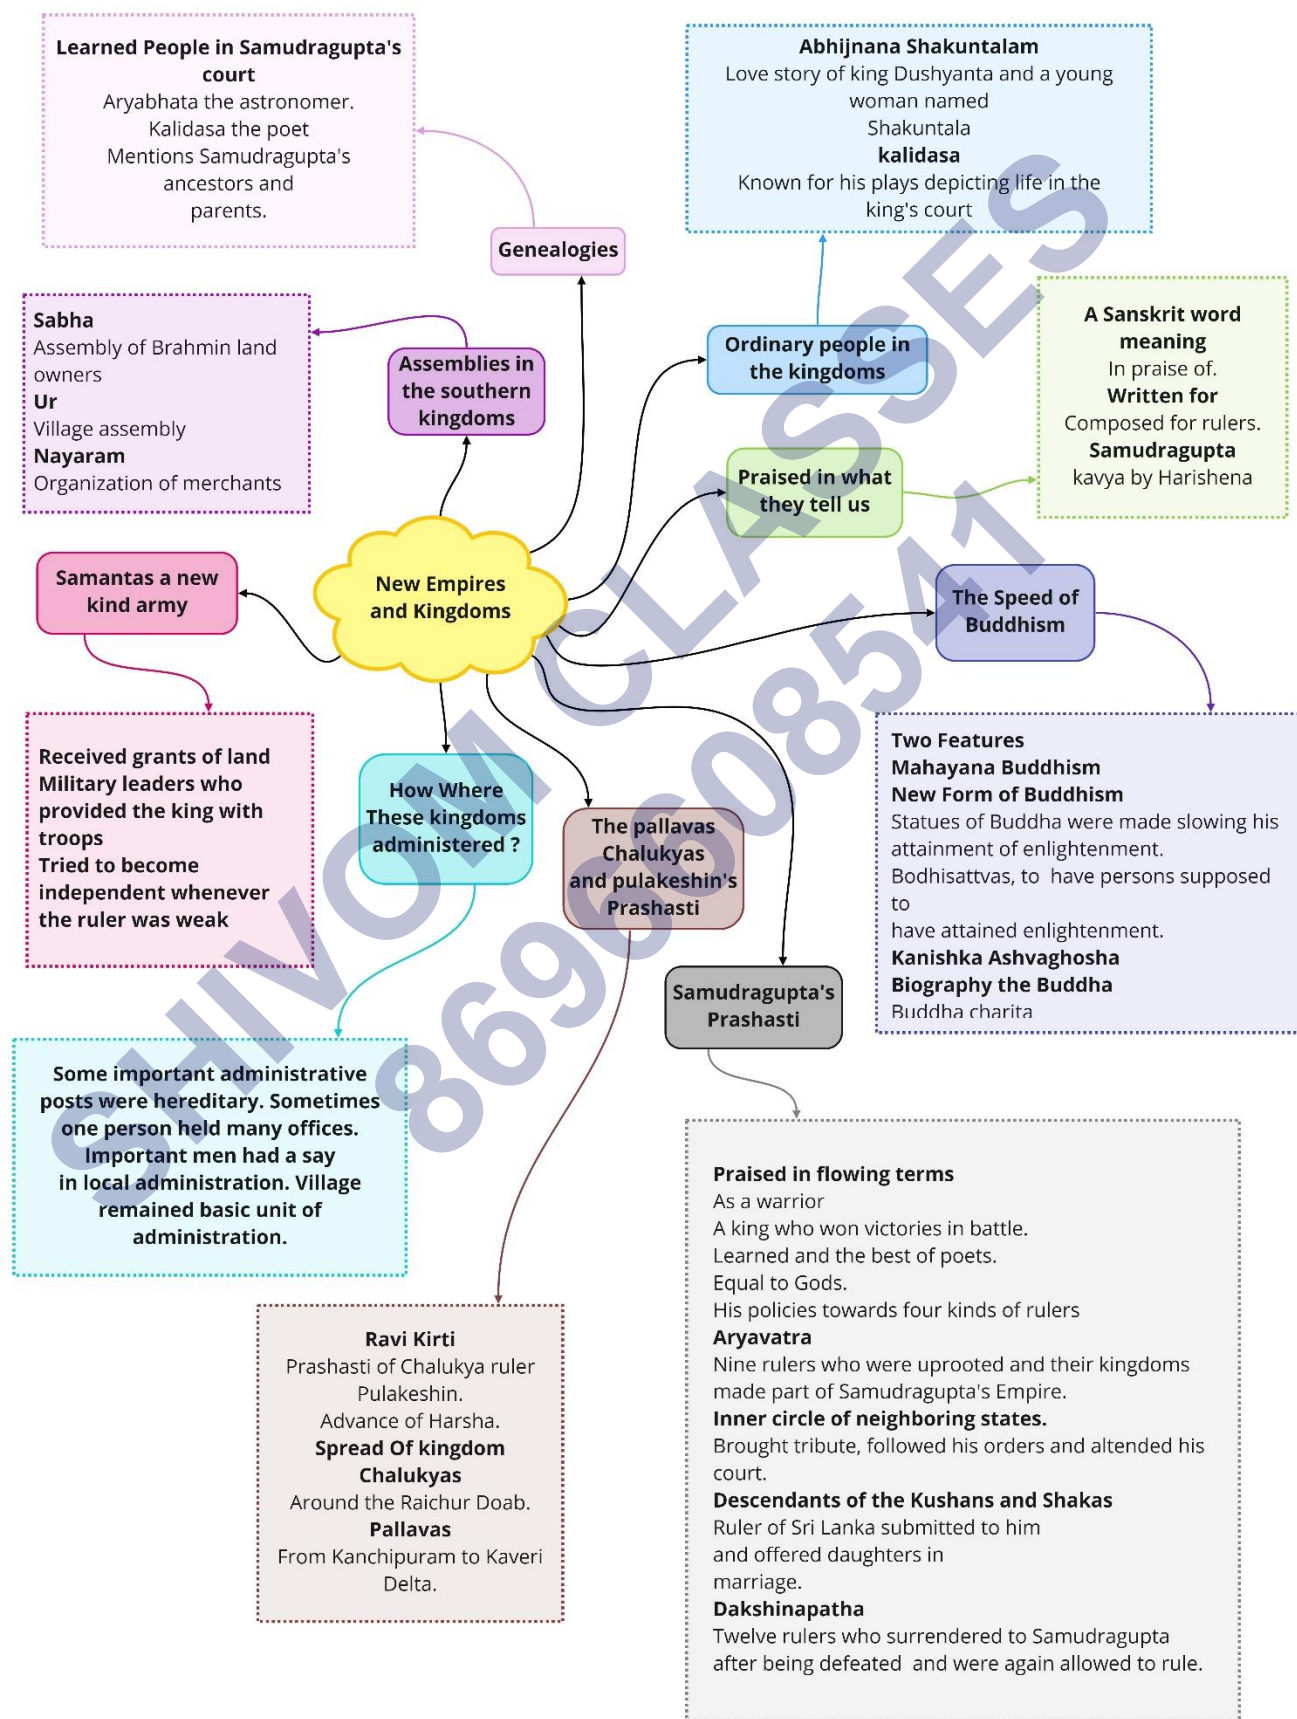 Learned People in Samudragupta's
court
Aryabhata the astronomer.
Kalidasa the poet
Mentions Samudragupta's
ancestors and
parents.
Abhijnana Shakuntalam
Love story of king Dushyanta and a young
woman named
Shakuntala
kalidasa
Known for his plays depicting life in the
king's court
Genealogies
Sabha
Assembly of Brahmin land
owners
Ur
Village assembly
Nayaram
Organization of merchants
Assemblies in
the southern
kingdoms
Ordinary people in
the kingdoms
A Sanskrit word
meaning
In praise of.
Written for
Composed for rulers.
Samudragupta
kavya by Harishena
Praised in what
they tell us
Samantas a new
kind army
New Empires
and Kingdoms
The Speed of
Buddhism
Received grants of land
Military leaders who
provided the king with
troops
Tried to become
independent whenever
the ruler was weak
How Where
These kingdoms
administered ?
The pallavas
Chalukyas
and pulakeshin's
Prashasti
Two Features
Mahayana Buddhism
New Form of Buddhism
Statues of Buddha were made slowing his
attainment of enlightenment.
Bodhisattvas, to have persons supposed
to
have attained enlightenment.
Kanishka Ashvaghosha
Biography the Buddha
Buddha charita
Samudragupta's
Prashasti
Some important administrative
posts were hereditary. Sometimes
one person held many offices.
Important men had a say
in local administration. Village
remained basic unit of
administration.
Ravi Kirti
Prashasti of Chalukya ruler
Pulakeshin.
Advance of Harsha.
Spread Of kingdom
Chalukyas
Around the Raichur Doab.
Pallavas
From Kanchipuram to Kaveri
Delta.
Praised in flowing terms
As a warrior
A king who won victories in battle.
Learned and the best of poets.
Equal to Gods.
His policies towards four kinds of rulers
Aryavatra
Nine rulers who were uprooted and their kingdoms
made part of Samudragupta's Empire.
Inner circle of neighboring states.
Brought tribute, followed his orders and altended his
court.
Descendants of the Kushans and Shakas
Ruler of Sri Lanka submitted to him
and offered daughters in
marriage.
Dakshinapatha
Twelve rulers who surrendered to Samudragupta
after being defeated and were again allowed to rule.
SHIVOM CLASSES
8696608541